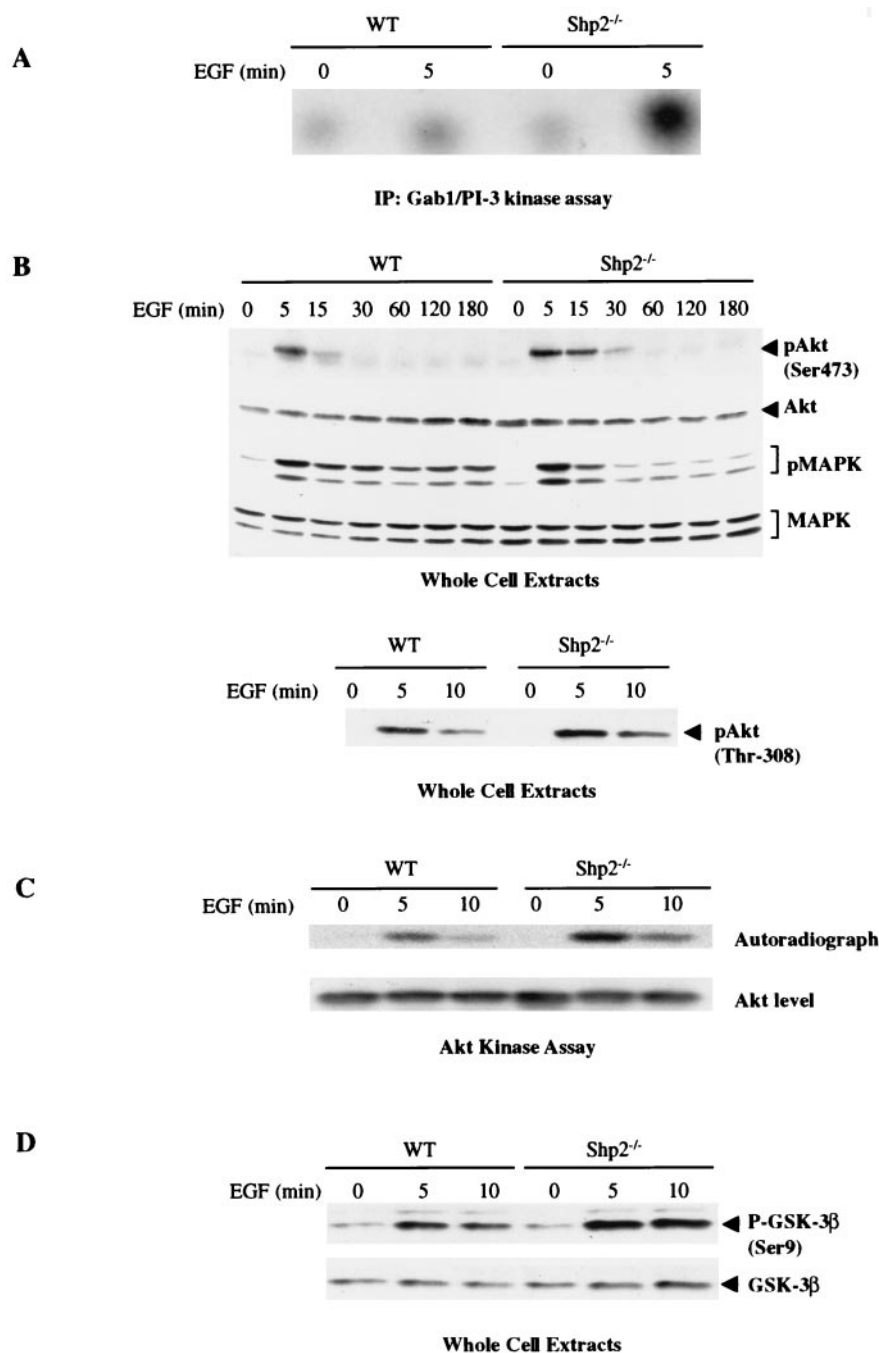 A
WT Shp2-/-
EGF (min) 0 5 0 5
IP: Gab1/PI-3 kinase assay
B
WT Shp2-/-
EGF (min) 0 5 15 30 60 120 180 0 5 15 30 60 120 180
pAkt
(Ser473)
Akt
pMAPK
MAPK
Whole Cell Extracts
WT Shp2-/-
EGF (min) 0 5 10 0 5 10
pAkt
(Thr-308)
Whole Cell Extracts
C
WT Shp2-/-
EGF (min) 0 5 10 0 5 10
Autoradiograph
Akt level
Akt Kinase Assay
D
WT Shp2-/-
EGF (min) 0 5 10 0 5 10
P-GSK-3β
(Ser9)
GSK-3β
Whole Cell Extracts